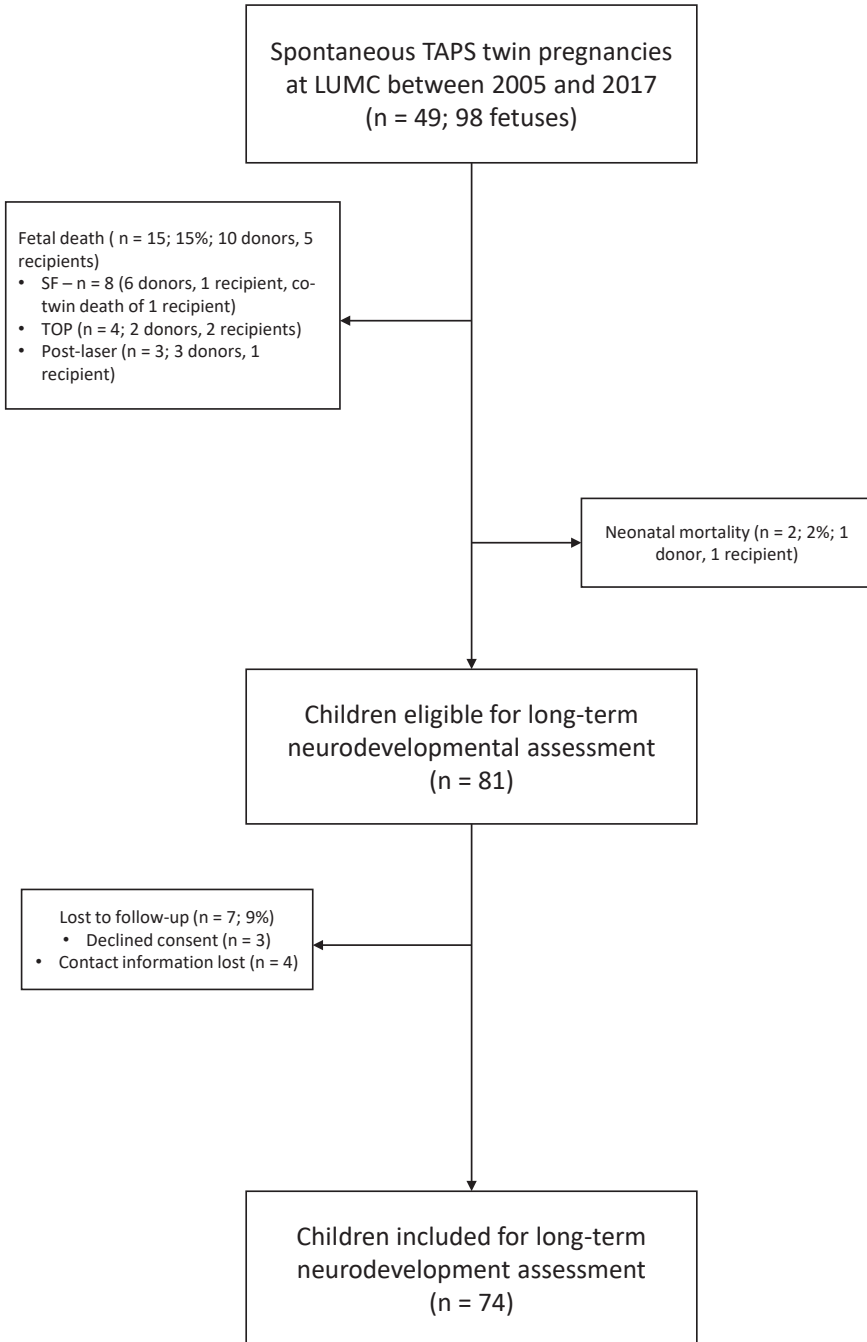 Spontaneous TAPS twin pregnancies
at LUMC between 2005 and 2017
(n = 49; 98 fetuses)
Fetal death ( n = 15; 15%; 10 donors, 5
recipients)
• SF – n = 8 (6 donors, 1 recipient, co-
twin death of 1 recipient)
• TOP (n = 4; 2 donors, 2 recipients)
• Post-laser (n = 3; 3 donors, 1
recipient)
Neonatal mortality (n = 2; 2%; 1
donor, 1 recipient)
Children eligible for long-term
neurodevelopmental assessment
(n = 81)
Lost to follow-up (n = 7; 9%)
• Declined consent (n = 3)
• Contact information lost (n = 4)
Children included for long-term
neurodevelopment assessment
(n = 74)